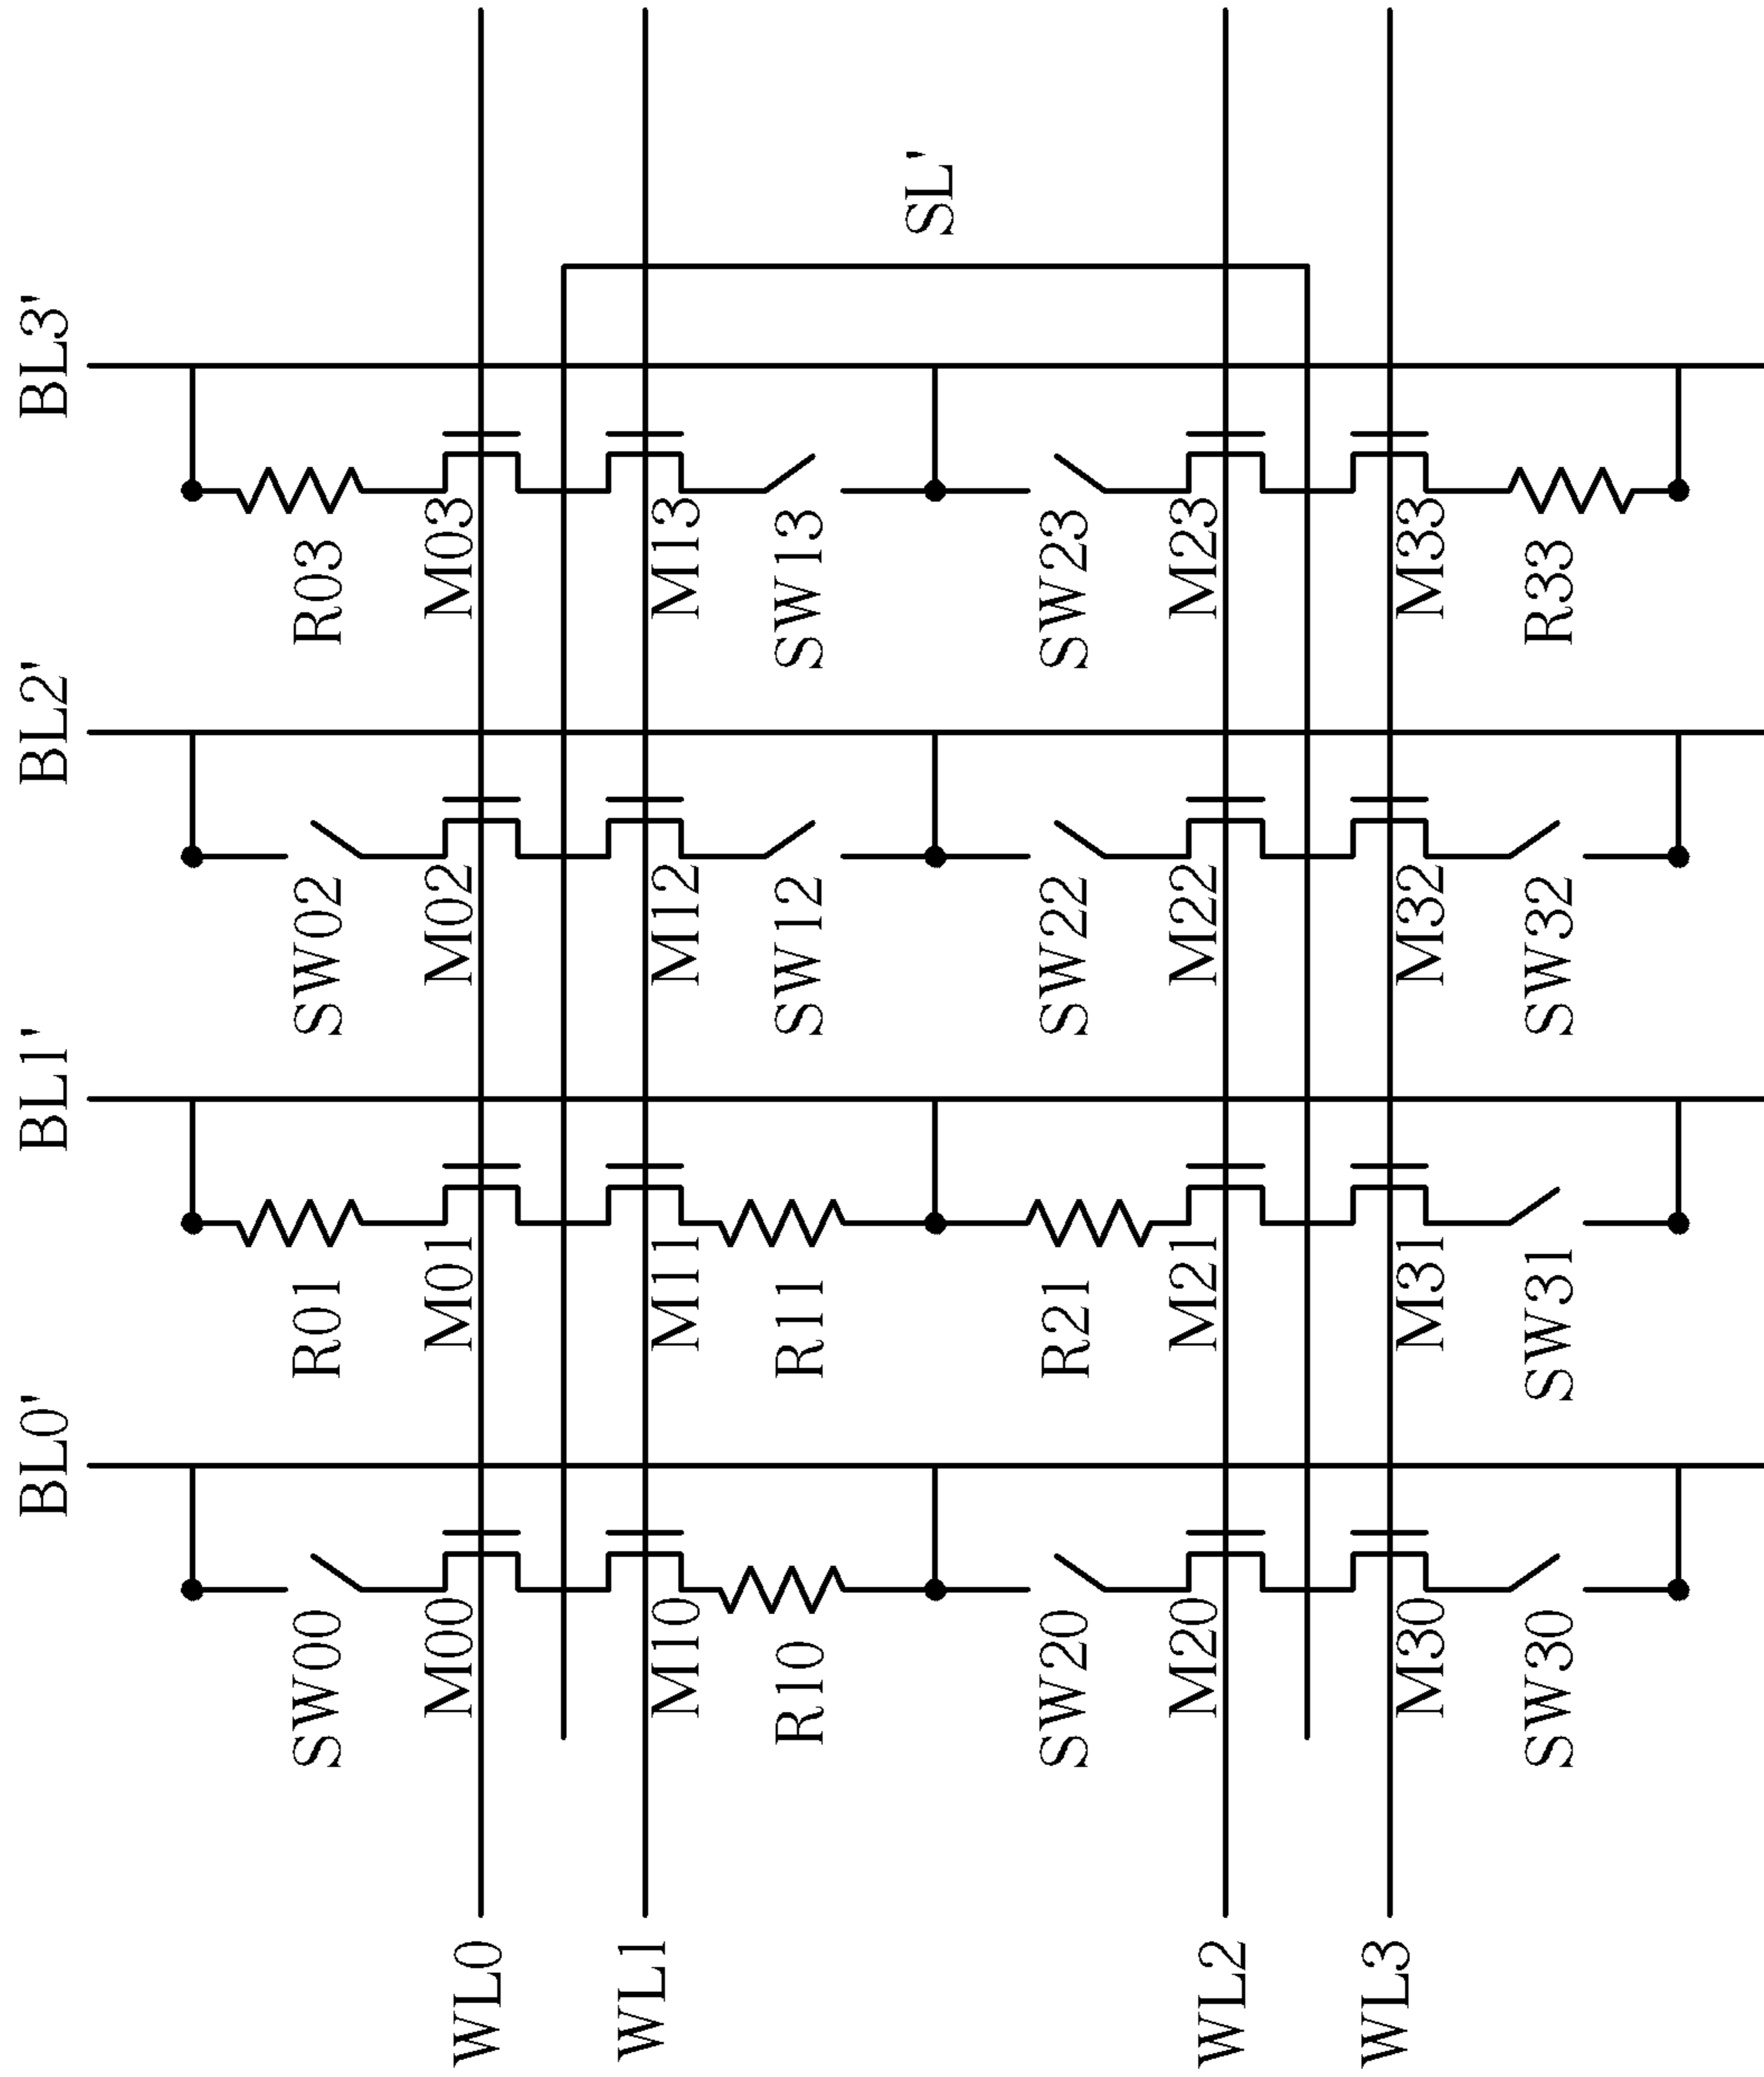 BL0' BL1' BL2' BL3'
SW00 R01 SW02 R03
WL0 M00 M01 M02 M03
WL1 M10 M11 M12 M13
R10 R11 SW12 SW13
SL'
SW20 R21 SW22 SW23
WL2 M20 M21 M22 M23
WL3 M30 M31 M32 M33
SW30 SW31 SW32 R33